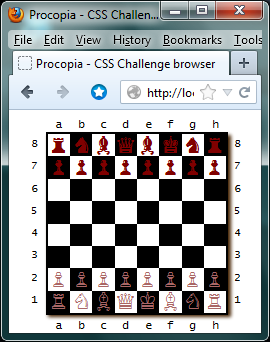 Procopia - CSS Challen...
File Edit View History Bookmarks Tools
Procopia - CSS Challenge browser
http://loc
a b c d e f g h
8 8
7 7
6 6
5 5
4 4
3 3
2 2
1 1
a b c d e f g h